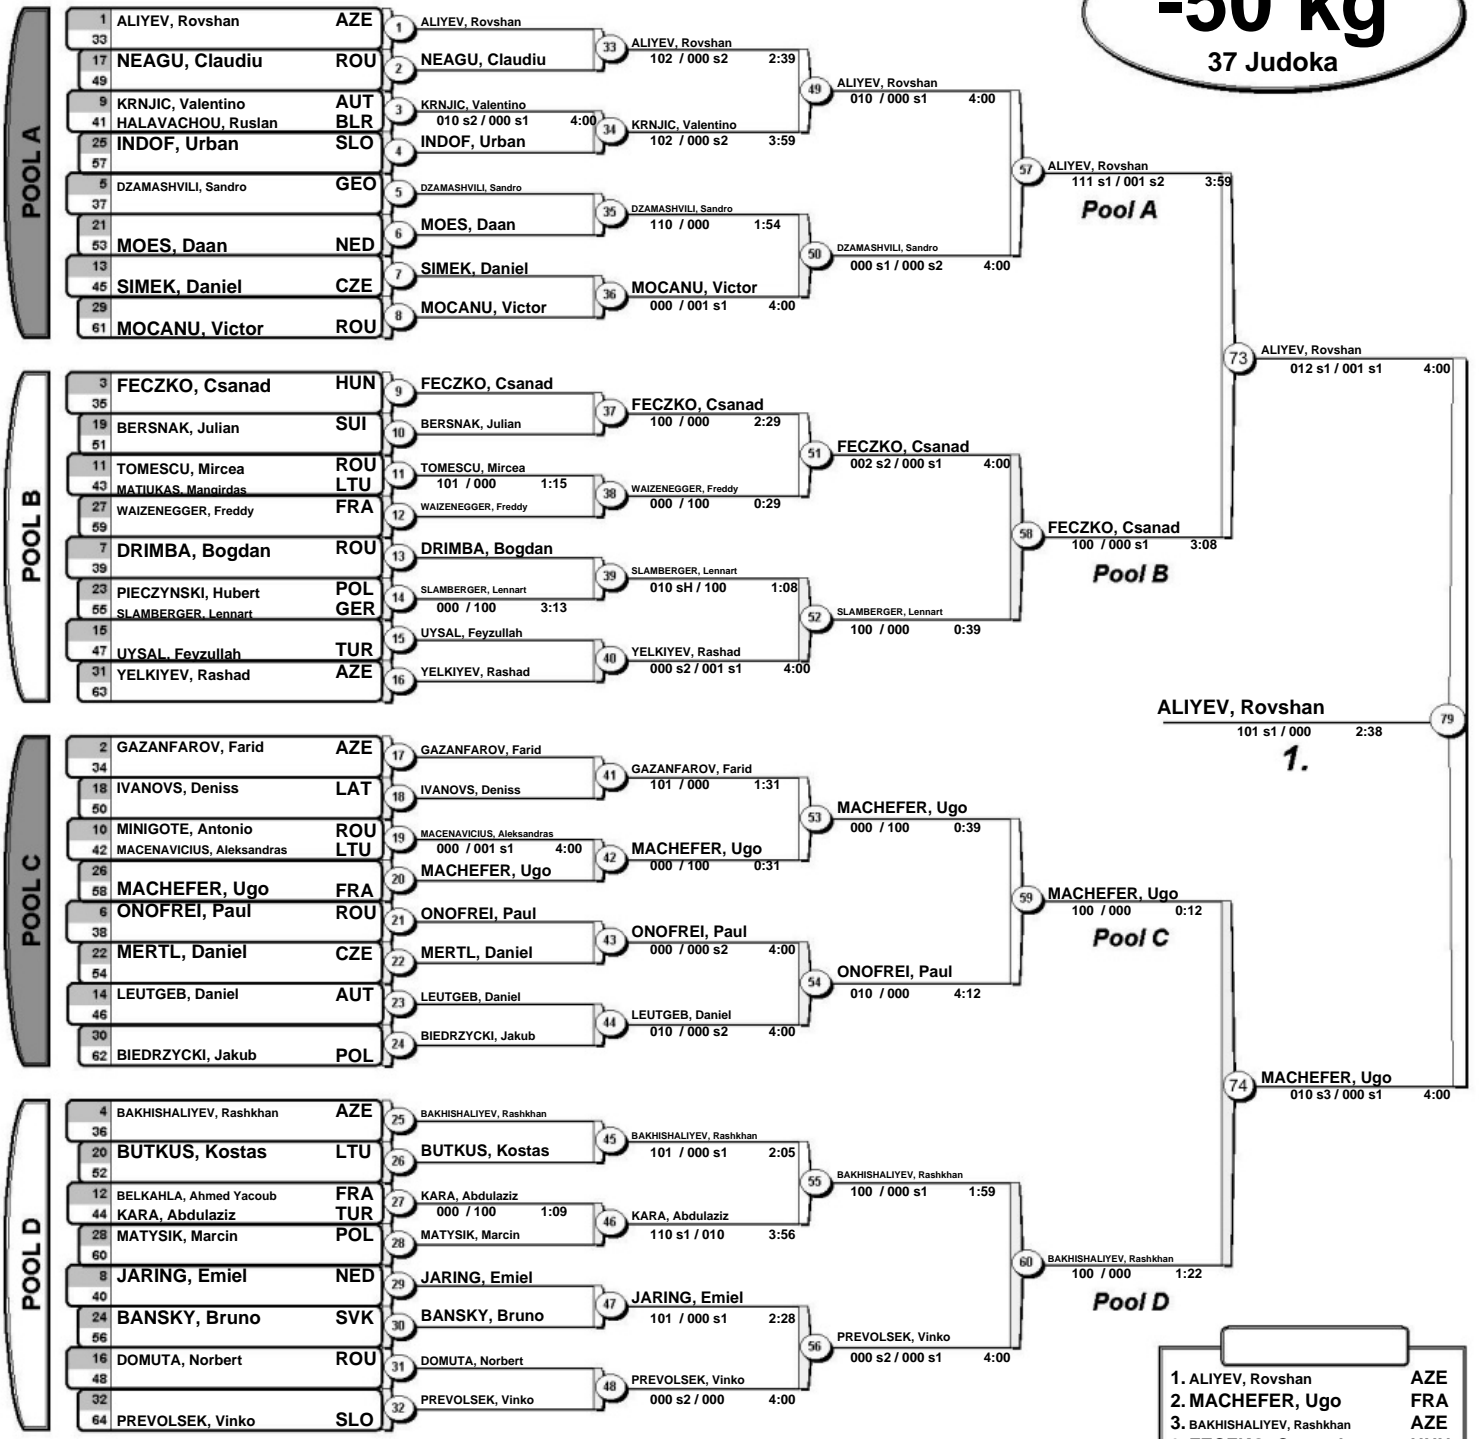 -50 kg
37 Judoka
POOL A
1 ALIYEV, Rovshan AZE
33
17 NEAGU, Claudiu ROU
49
9 KRNJIC, Valentino AUT
41 HALAVACHOU, Ruslan BLR
25 INDOF, Urban SLO
57
5 DZAMASHVILI, Sandro GEO
37
21
53 MOES, Daan NED
13
45 SIMEK, Daniel CZE
29
61 MOCANU, Victor ROU
1 ALIYEV, Rovshan
2 NEAGU, Claudiu
3 KRNJIC, Valentino
010 s2 / 000 s1 4:00
4 INDOF, Urban
5 DZAMASHVILI, Sandro
6 MOES, Daan
7 SIMEK, Daniel
8 MOCANU, Victor
33 ALIYEV, Rovshan
102 / 000 s2 2:39
34 KRNJIC, Valentino
102 / 000 s2 3:59
35 DZAMASHVILI, Sandro
110 / 000 1:54
36 MOCANU, Victor
000 / 001 s1 4:00
49 ALIYEV, Rovshan
010 / 000 s1 4:00
50 DZAMASHVILI, Sandro
000 s1 / 000 s2 4:00
57 ALIYEV, Rovshan
111 s1 / 001 s2 3:59
Pool A
POOL B
3 FECZKO, Csanad HUN
35
19 BERSNAK, Julian SUI
51
11 TOMESCU, Mircea ROU
43 MATIUKAS, Mangirdas LTU
27 WAIZENEGGER, Freddy FRA
59
7 DRIMBA, Bogdan ROU
39
23 PIECZYNSKI, Hubert POL
55 SLAMBERGER, Lennart GER
15
47 UYSAL, Feyzullah TUR
31 YELKIYEV, Rashad AZE
63
9 FECZKO, Csanad
10 BERSNAK, Julian
11 TOMESCU, Mircea
101 / 000 1:15
12 WAIZENEGGER, Freddy
13 DRIMBA, Bogdan
14 SLAMBERGER, Lennart
000 / 100 3:13
15 UYSAL, Feyzullah
16 YELKIYEV, Rashad
37 FECZKO, Csanad
100 / 000 2:29
38 WAIZENEGGER, Freddy
000 / 100 0:29
39 SLAMBERGER, Lennart
010 sH / 100 1:08
40 YELKIYEV, Rashad
000 s2 / 001 s1 4:00
51 FECZKO, Csanad
002 s2 / 000 s1 4:00
52 SLAMBERGER, Lennart
100 / 000 0:39
58 FECZKO, Csanad
100 / 000 s1 3:08
Pool B
73 ALIYEV, Rovshan
012 s1 / 001 s1 4:00
ALIYEV, Rovshan 79
101 s1 / 000 2:38
1.
POOL C
2 GAZANFAROV, Farid AZE
34
18 IVANOVS, Deniss LAT
50
10 MINIGOTE, Antonio ROU
42 MACENAVICIUS, Aleksandras LTU
26
58 MACHEFER, Ugo FRA
6 ONOFREI, Paul ROU
38
22 MERTL, Daniel CZE
54
14 LEUTGEB, Daniel AUT
46
30
62 BIEDRZYCKI, Jakub POL
17 GAZANFAROV, Farid
18 IVANOVS, Deniss
19 MACENAVICIUS, Aleksandras
000 / 001 s1 4:00
20 MACHEFER, Ugo
21 ONOFREI, Paul
22 MERTL, Daniel
23 LEUTGEB, Daniel
24 BIEDRZYCKI, Jakub
41 GAZANFAROV, Farid
101 / 000 1:31
42 MACHEFER, Ugo
000 / 100 0:31
43 ONOFREI, Paul
000 / 000 s2 4:00
44 LEUTGEB, Daniel
010 / 000 s2 4:00
53 MACHEFER, Ugo
000 / 100 0:39
54 ONOFREI, Paul
010 / 000 4:12
59 MACHEFER, Ugo
100 / 000 0:12
Pool C
POOL D
4 BAKHISHALIYEV, Rashkhan AZE
36
20 BUTKUS, Kostas LTU
52
12 BELKAHLA, Ahmed Yacoub FRA
44 KARA, Abdulaziz TUR
28 MATYSIK, Marcin POL
60
8 JARING, Emiel NED
40
24 BANSKY, Bruno SVK
56
16 DOMUTA, Norbert ROU
48
32
64 PREVOLSEK, Vinko SLO
25 BAKHISHALIYEV, Rashkhan
26 BUTKUS, Kostas
27 KARA, Abdulaziz
000 / 100 1:09
28 MATYSIK, Marcin
29 JARING, Emiel
30 BANSKY, Bruno
31 DOMUTA, Norbert
32 PREVOLSEK, Vinko
45 BAKHISHALIYEV, Rashkhan
101 / 000 s1 2:05
46 KARA, Abdulaziz
110 s1 / 010 3:56
47 JARING, Emiel
101 / 000 s1 2:28
48 PREVOLSEK, Vinko
000 s2 / 000 4:00
55 BAKHISHALIYEV, Rashkhan
100 / 000 s1 1:59
56 PREVOLSEK, Vinko
000 s2 / 000 s1 4:00
60 BAKHISHALIYEV, Rashkhan
100 / 000 1:22
Pool D
74 MACHEFER, Ugo
010 s3 / 000 s1 4:00
1. ALIYEV, Rovshan AZE
2. MACHEFER, Ugo FRA
3. BAKHISHALIYEV, Rashkhan AZE